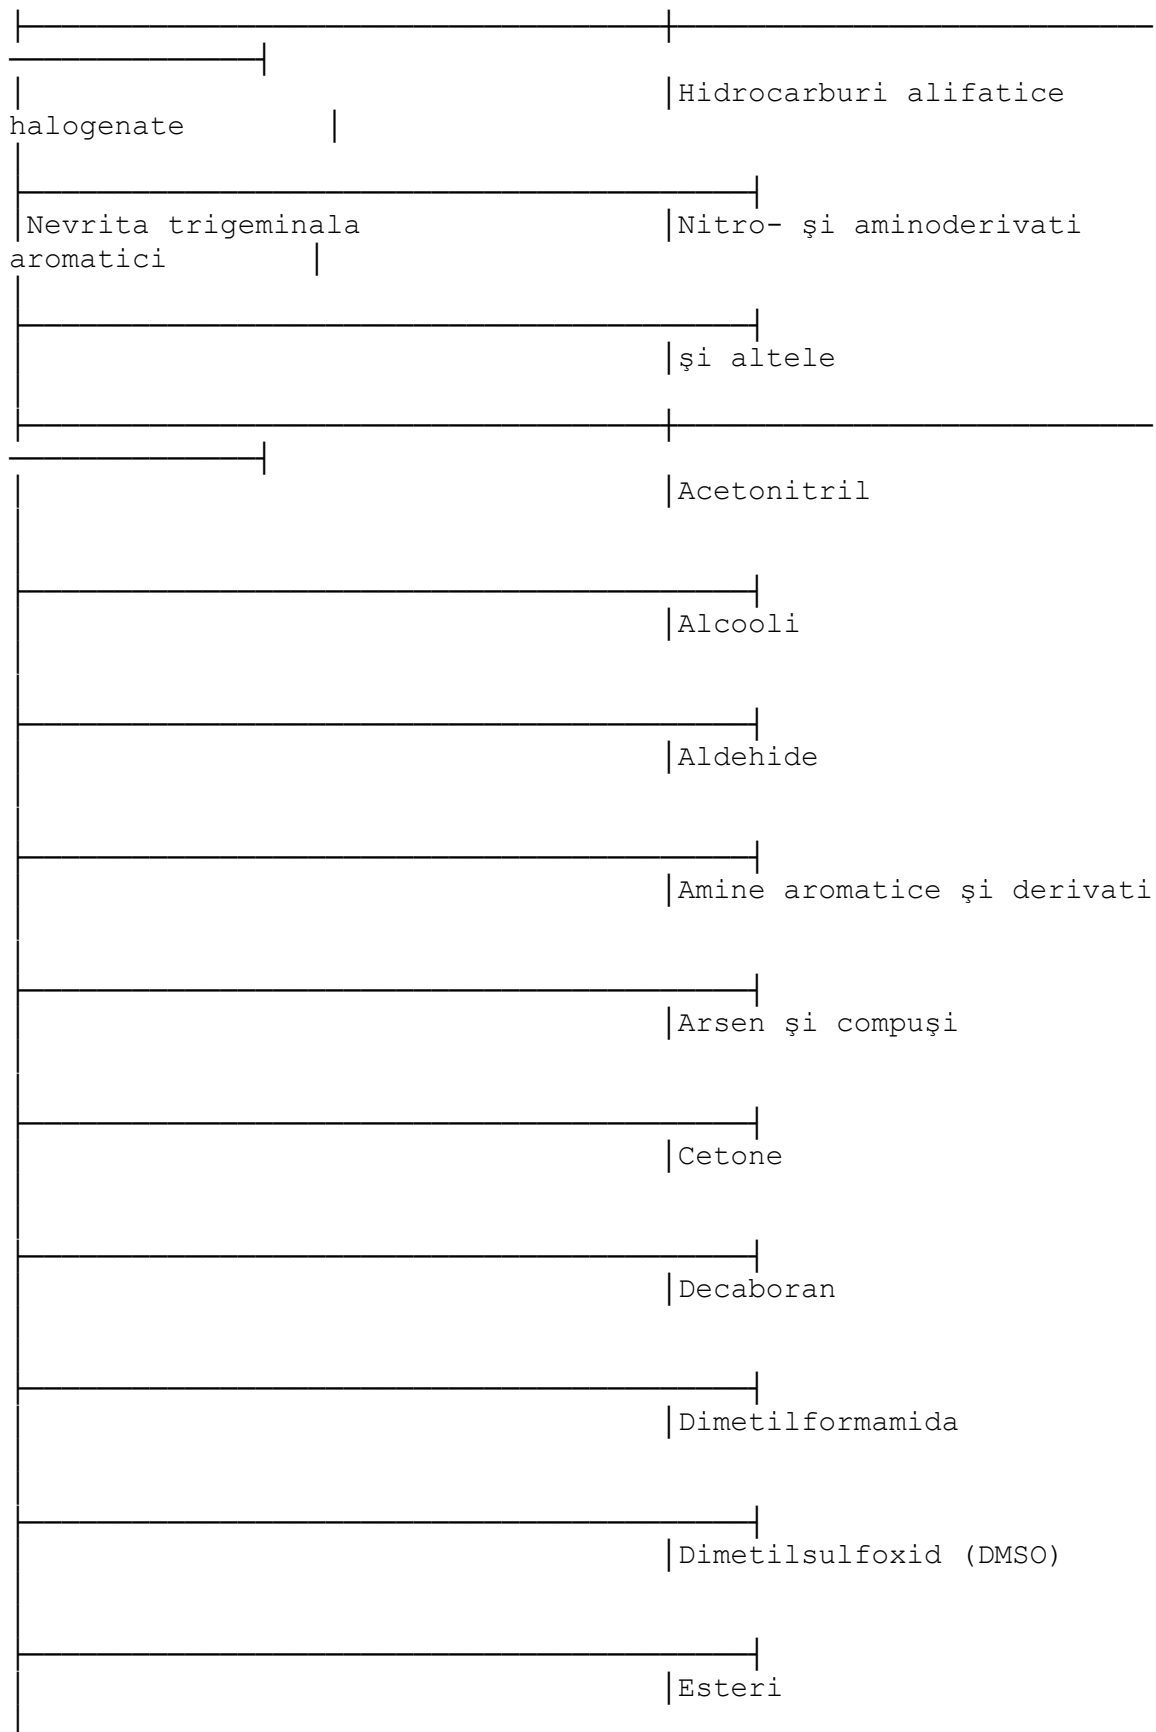 Hidrocarburi alifatice
halogenate
Nevrita trigeminala Nitro- şi aminoderivati
aromatici
şi altele
Acetonitril
Alcooli
Aldehide
Amine aromatice şi derivati
Arsen şi compuşi
Cetone
Decaboran
Dimetilformamida
Dimetilsulfoxid (DMSO)
Esteri